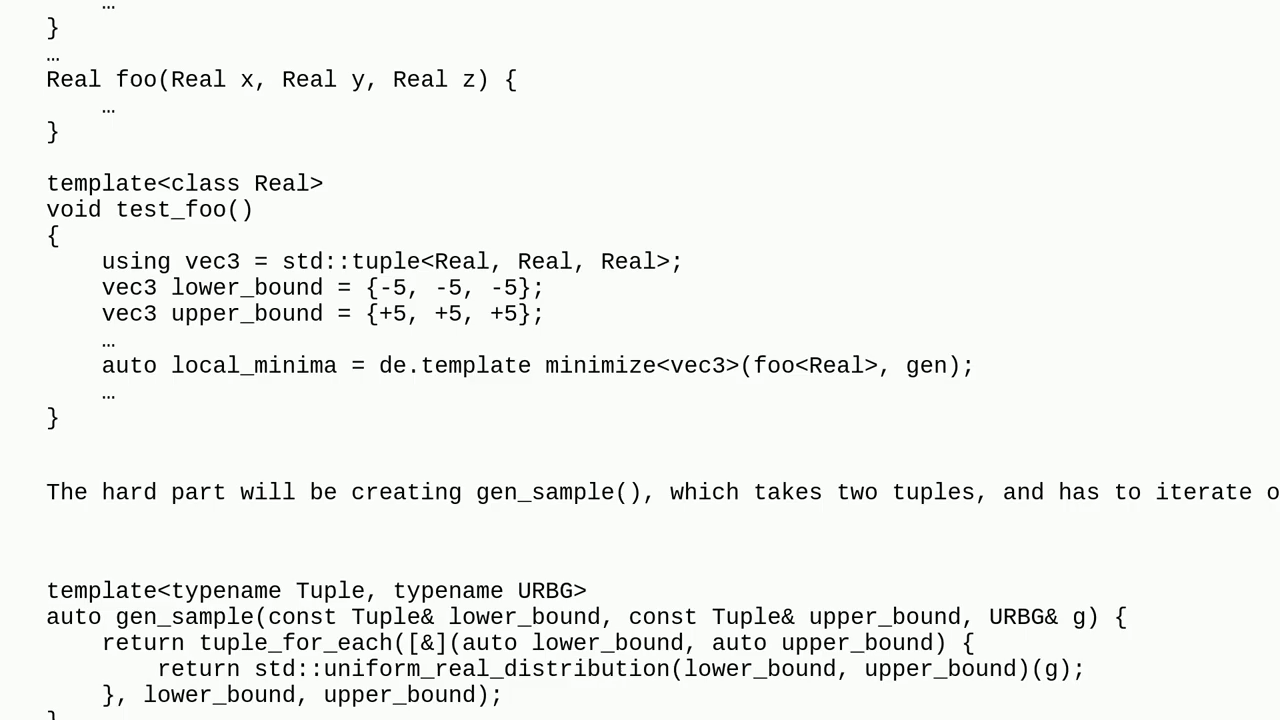 …
}
…
Real foo(Real x, Real y, Real z) {
    …
}
template<class Real>
void test_foo()
{
    using vec3 = std::tuple<Real, Real, Real>;
    vec3 lower_bound = {-5, -5, -5};
    vec3 upper_bound = {+5, +5, +5};
    …
    auto local_minima = de.template minimize<vec3>(foo<Real>, gen);
    …
}
The hard part will be creating gen_sample(), which takes two tuples, and has to iterate
template<typename Tuple, typename URBG>
auto gen_sample(const Tuple& lower_bound, const Tuple& upper_bound, URBG& g) {
    return tuple_for_each([&](auto lower_bound, auto upper_bound) {
        return std::uniform_real_distribution(lower_bound, upper_bound)(g);
    }, lower_bound, upper_bound);
}